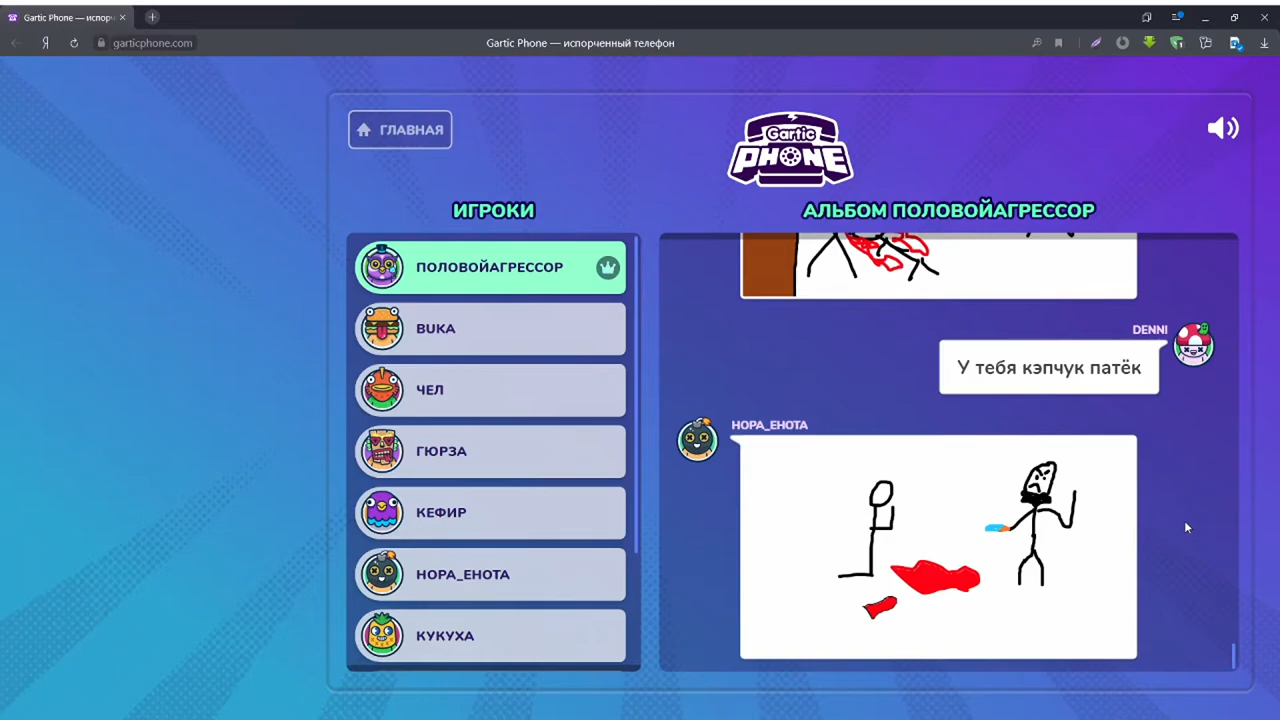 Gartic Phone — испорч
garticphone.com
Gartic Phone — испорченный телефон
ГЛАВНАЯ
Gartic
PHONE
ИГРОКИ
АЛЬБОМ ПОЛОВОЙАГРЕССОР
ПОЛОВОЙАГРЕССОР
BUKA
ЧЕЛ
ГЮРЗА
КЕФИР
НОРА_ЕНОТА
КУКУХА
DENNI
У тебя кэпчук патёк
НОРА_ЕНОТА